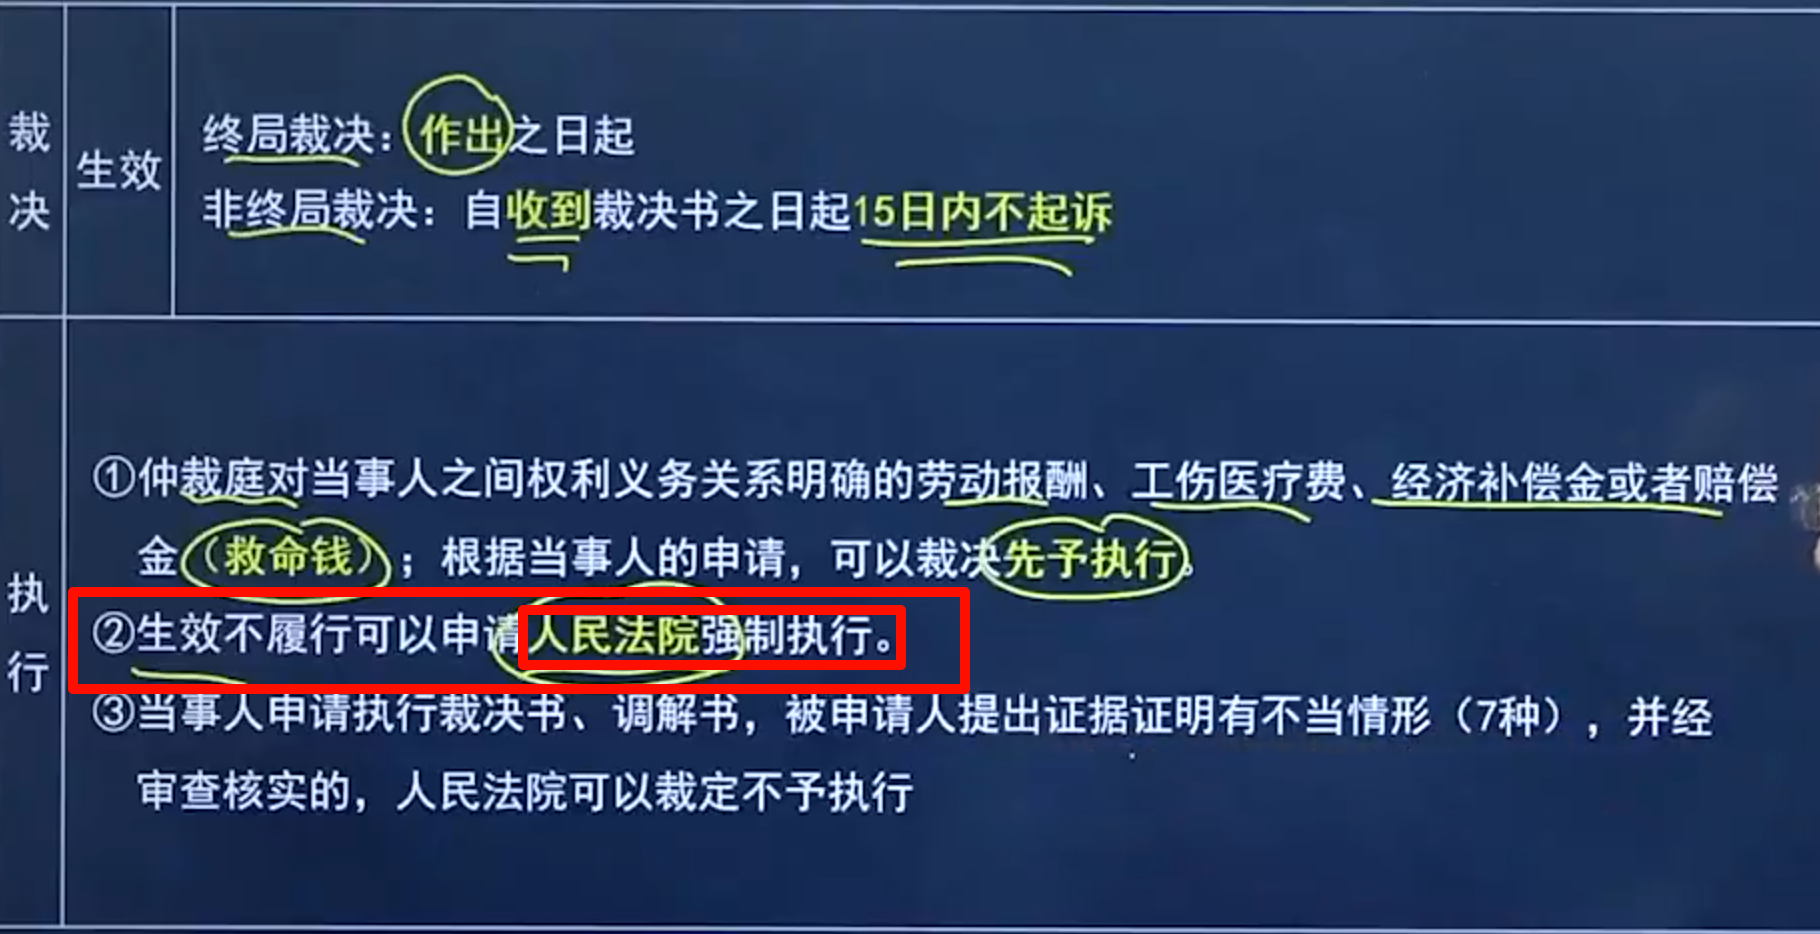 裁决
生效
终局裁决：作出之日起
非终局裁决：自收到裁决书之日起15日内不起诉
执行
①仲裁庭对当事人之间权利义务关系明确的劳动报酬、工伤医疗费、经济补偿金或者赔偿
金（救命钱）；根据当事人的申请，可以裁决先予执行。
②生效不履行可以申请人民法院强制执行。
③当事人申请执行裁决书、调解书，被申请人提出证据证明有不当情形（7种），并经
审查核实的，人民法院可以裁定不予执行